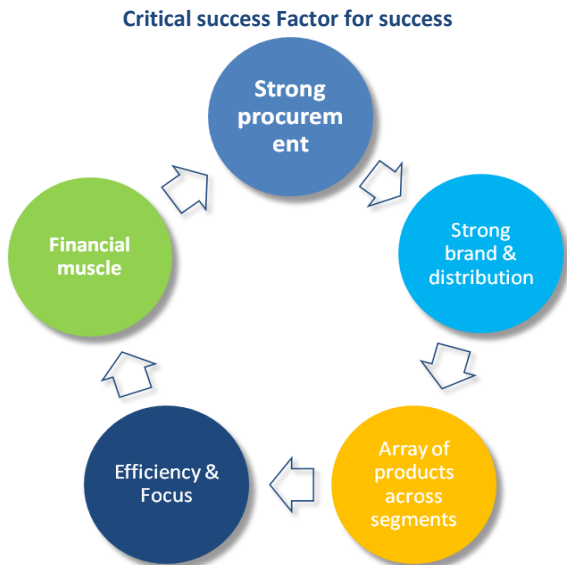 Critical success Factor for success
Strong
procurem
ent
Strong
brand &
distribution
Array of
products
across
segments
Efficiency &
Focus
Financial
muscle